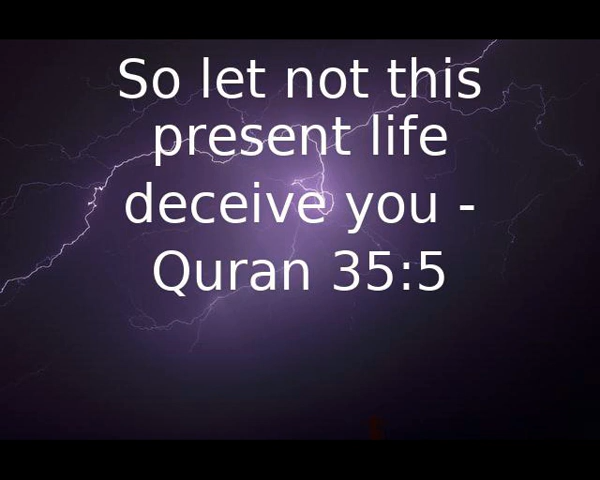 So let not this
present life
deceive you -
Quran 35:5